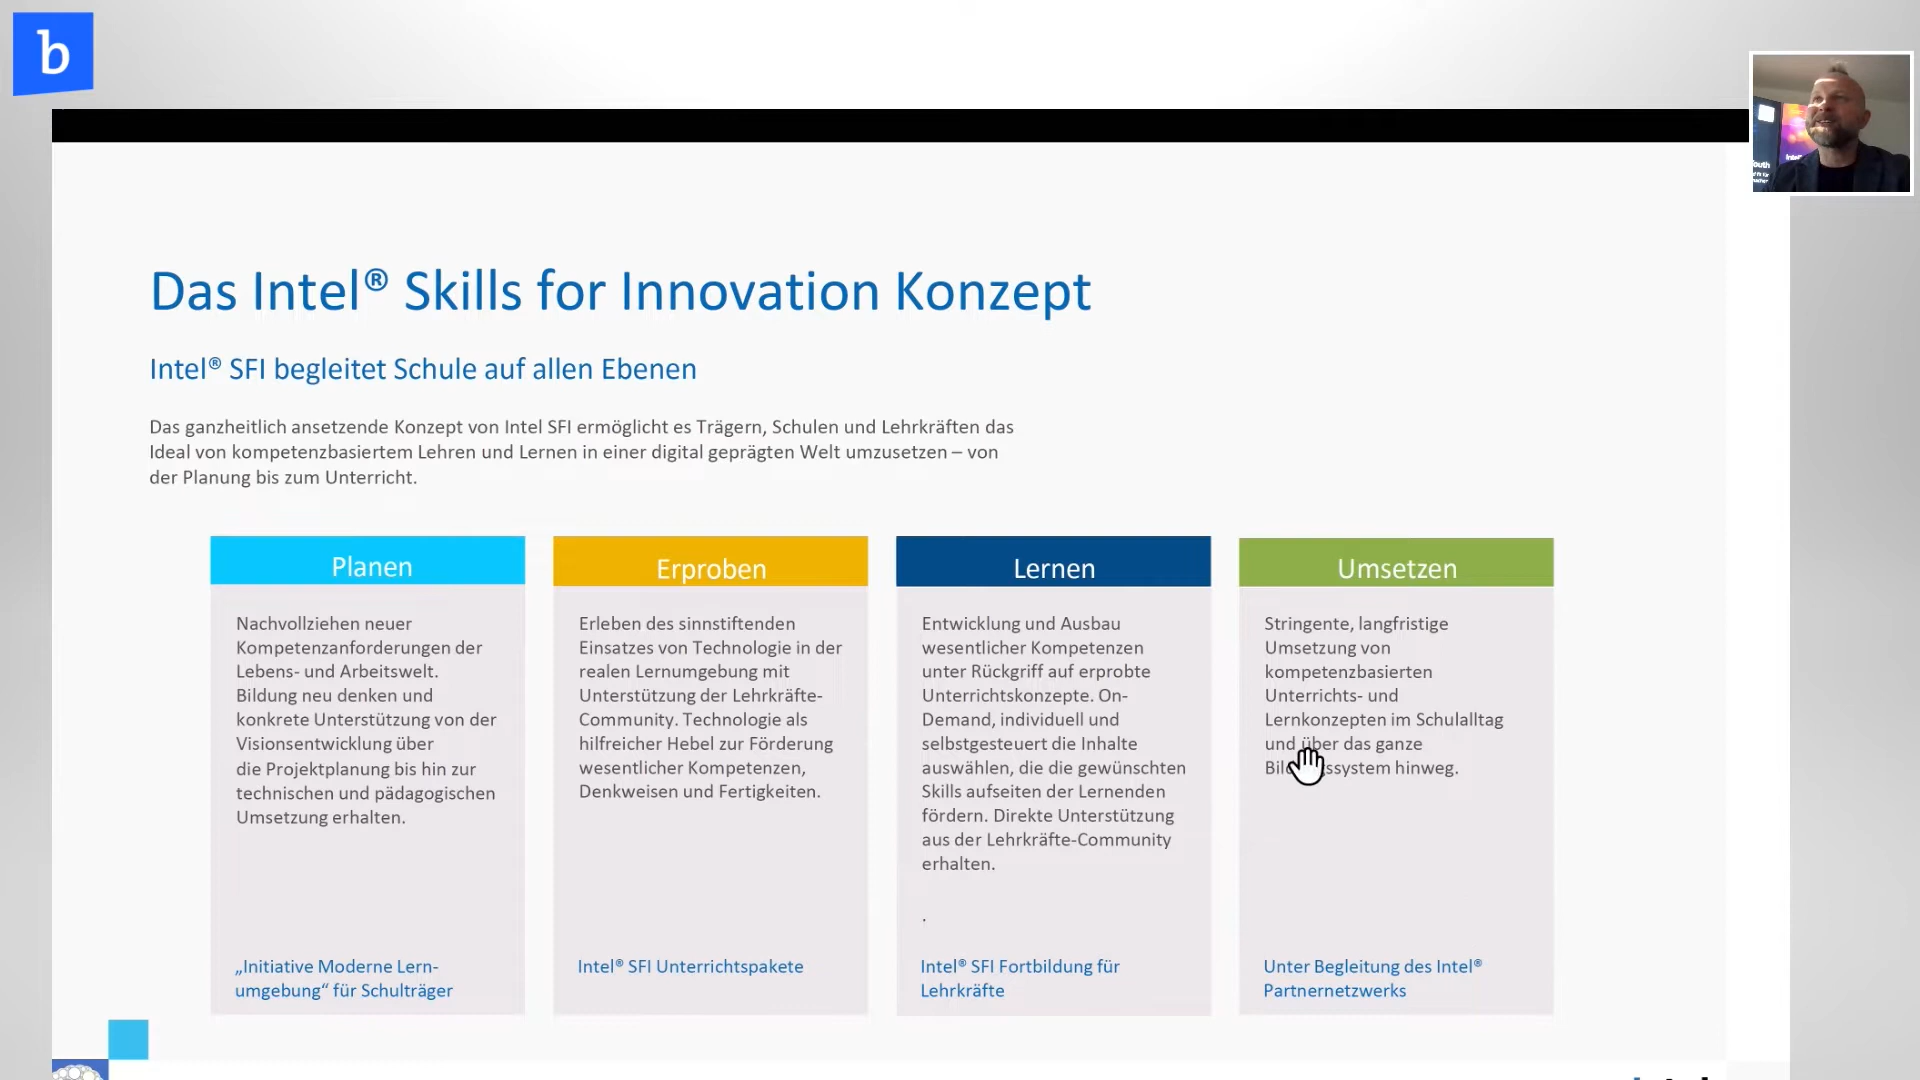 b
Das Intel® Skills for Innovation Konzept
Intel® SFI begleitet Schule auf allen Ebenen
Das ganzheitlich ansetzende Konzept von Intel SFI ermöglicht es Trägern, Schulen und Lehrkräften das
Ideal von kompetenzbasiertem Lehren und Lernen in einer digital geprägten Welt umzusetzen – von
der Planung bis zum Unterricht.
Planen
Nachvollziehen neuer
Kompetenzanforderungen der
Lebens- und Arbeitswelt.
Bildung neu denken und
konkrete Unterstützung von der
Visionsentwicklung über
die Projektplanung bis hin zur
technischen und pädagogischen
Umsetzung erhalten.
„Initiative Moderne Lern-
umgebung“ für Schulträger
Erproben
Erleben des sinnstiftenden
Einsatzes von Technologie in der
realen Lernumgebung mit
Unterstützung der Lehrkräfte-
Community. Technologie als
hilfreicher Hebel zur Förderung
wesentlicher Kompetenzen,
Denkweisen und Fertigkeiten.
Intel® SFI Unterrichtspakete
Lernen
Entwicklung und Ausbau
wesentlicher Kompetenzen
unter Rückgriff auf erprobte
Unterrichtskonzepte. On-
Demand, individuell und
selbstgesteuert die Inhalte
auswählen, die die gewünschten
Skills aufseiten der Lernenden
fördern. Direkte Unterstützung
aus der Lehrkräfte-Community
erhalten.
.
Intel® SFI Fortbildung für
Lehrkräfte
Umsetzen
Stringente, langfristige
Umsetzung von
kompetenzbasierten
Unterrichts- und
Lernkonzepten im Schulalltag
und über das ganze
Bildungssystem hinweg.
Unter Begleitung des Intel®
Partnernetzwerks